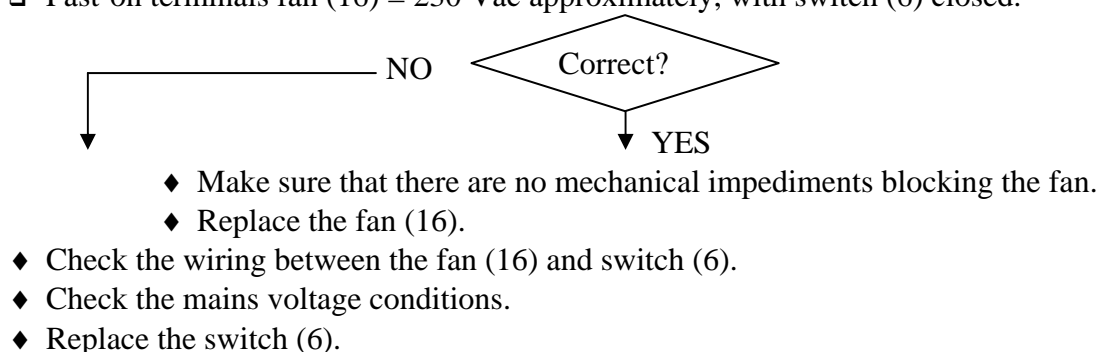 ❑ Fast-on terminals fan (16) = 230 Vac approximately, with switch (6) closed.
Correct?
NO
YES
♦ Make sure that there are no mechanical impediments blocking the fan.
♦ Replace the fan (16).
♦ Check the wiring between the fan (16) and switch (6).
♦ Check the mains voltage conditions.
♦ Replace the switch (6).